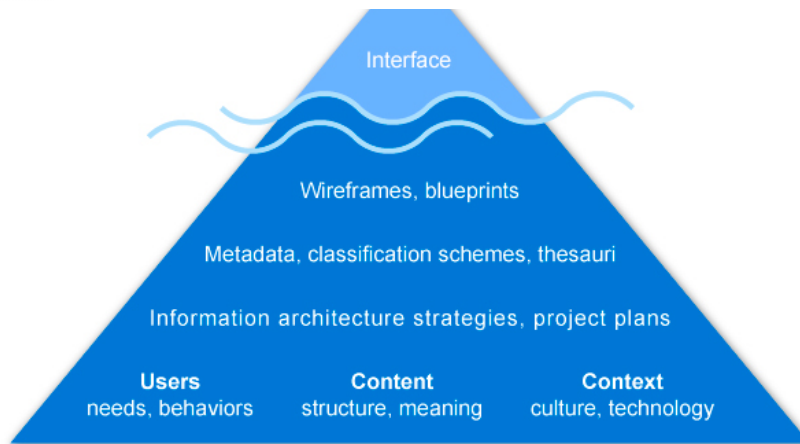 Interface
Wireframes, blueprints
Metadata, classification schemes, thesauri
Information architecture strategies, project plans
Users Content Context
needs, behaviors structure, meaning culture, technology